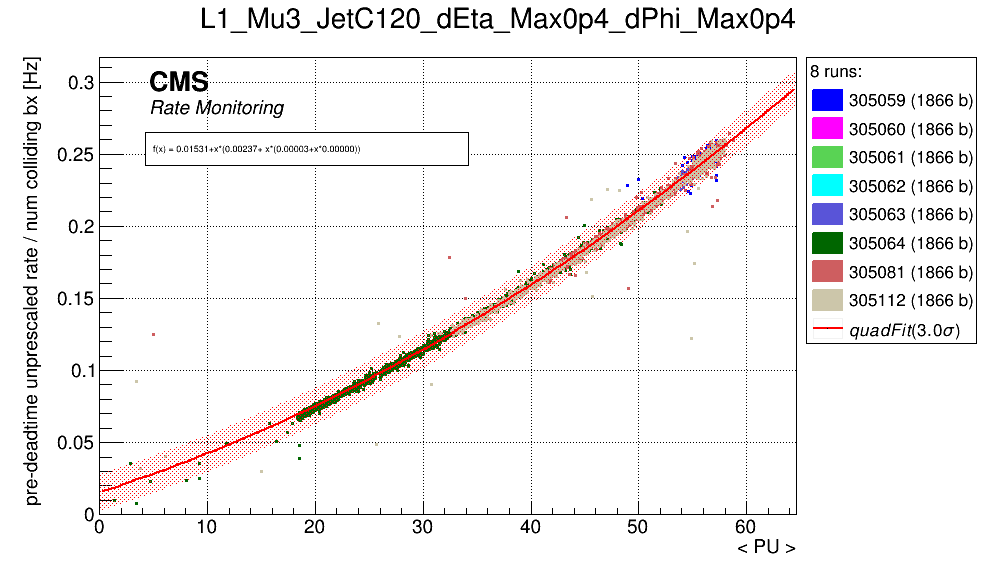 L1_Mu3_JetC120_dEta_Max0p4_dPhi_Max0p4
pre-deadtime unprescaled rate / num colliding bx [Hz]
CMS
Rate Monitoring
f(x) = 0.01531+x*(0.00237+ x*(0.00003+x*0.00000))
0.3
0.25
0.2
0.15
0.1
0.05
0
0 10 20 30 40 50 60
< PU >
8 runs:
305059 (1866 b)
305060 (1866 b)
305061 (1866 b)
305062 (1866 b)
305063 (1866 b)
305064 (1866 b)
305081 (1866 b)
305112 (1866 b)
quadFit(3.0σ)